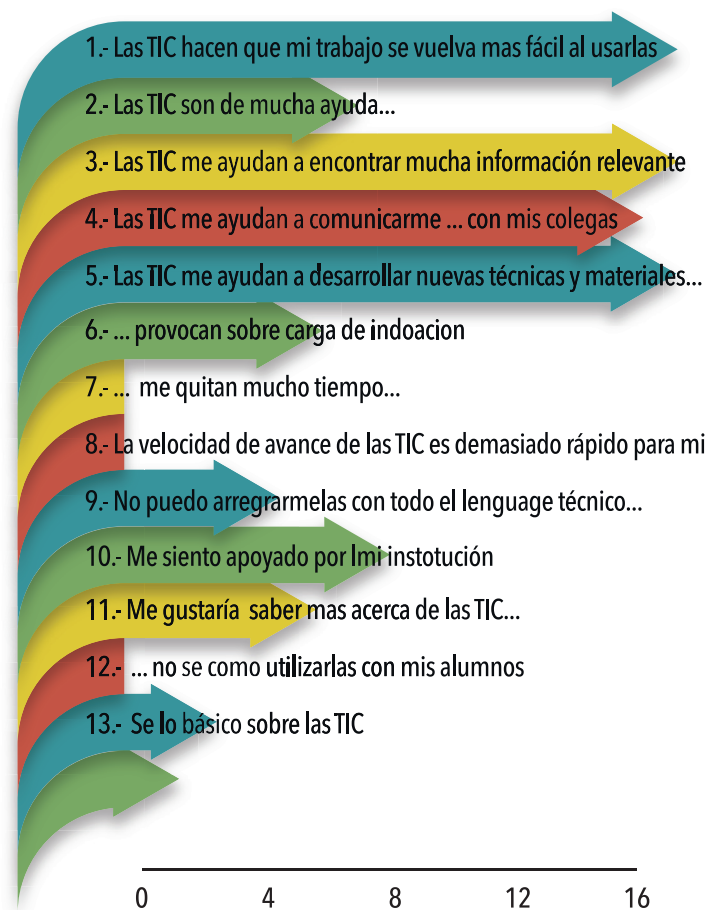 1.- Las TIC hacen que mi trabajo se vuelva mas fácil al usarlas
2.- Las TIC son de mucha ayuda...
3.- Las TIC me ayudan a encontrar mucha información relevante
4.- Las TIC me ayudan a comunicarme ... con mis colegas
5.- Las TIC me ayudan a desarrollar nuevas técnicas y materiales...
6.- ... provocan sobre carga de indoacion
7.- ... me quitan mucho tiempo...
8.- La velocidad de avance de las TIC es demasiado rápido para mi
9.- No puedo arregrarmelas con todo el lenguage técnico...
10.- Me siento apoyado por lmi instotución
11.- Me gustaría saber mas acerca de las TIC...
12.- ... no se como utilizarlas con mis alumnos
13.- Se lo básico sobre las TIC
0 4 8 12 16